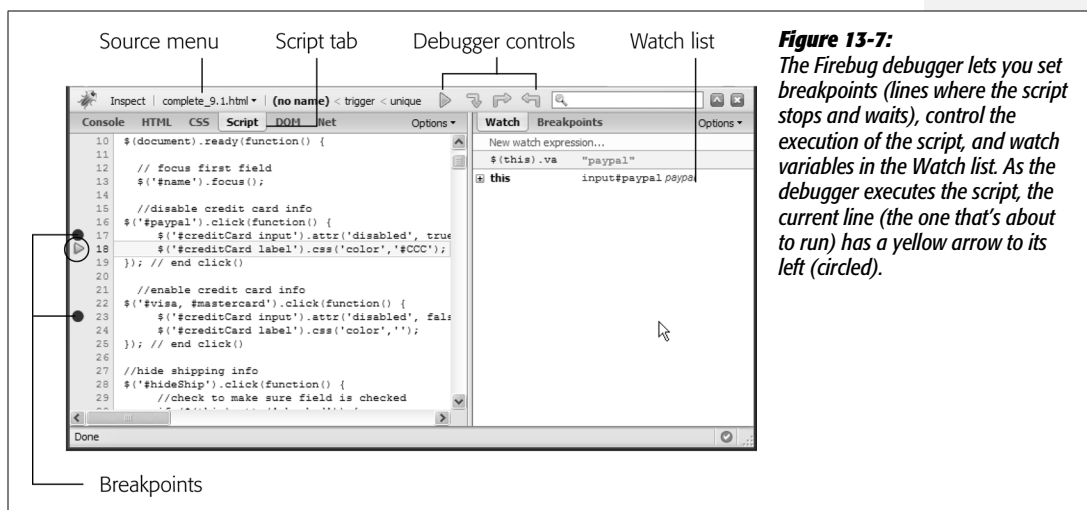 Source menu Script tab Debugger controls Watch list
Inspect complete_9.1.html (no name) < trigger < unique
Console HTML CSS Script DOM Net Options
Watch Breakpoints Options
New watch expression...
$(this).va "paypal"
this input#paypal
10 $(document).ready(function() {
11
12 // focus first field
13 $('#name').focus();
14
15 //disable credit card info
16 $('#paypal').click(function() {
17 $('#creditCard input').attr('disabled', true
18 $('#creditCard label').css('color','#CCC');
19 }); // end click()
20
21 //enable credit card info
22 $('#visa, #mastercard').click(function() {
23 $('#creditCard input').attr('disabled', fals
24 $('#creditCard label').css('color','');
25 }); // end click()
26
27 //hide shipping info
28 $('#hideShip').click(function() {
29 //check to make sure field is checked
Done
Breakpoints
Figure 13-7:
The Firebug debugger lets you set
breakpoints (lines where the script
stops and waits), control the
execution of the script, and watch
variables in the Watch list. As the
debugger executes the script, the
current line (the one that's about
to run) has a yellow arrow to its
left (circled).